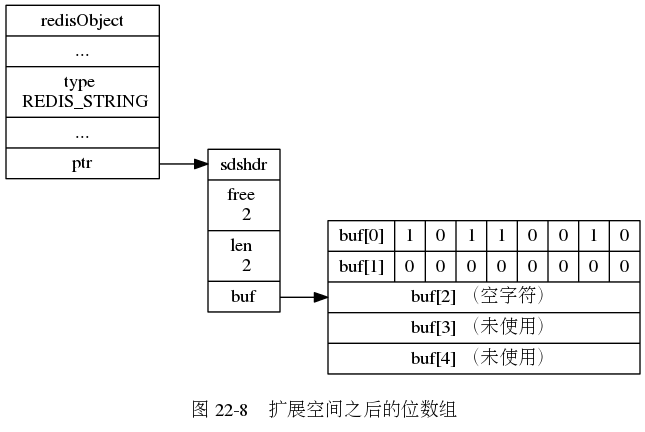 redisObject
...
type
REDIS_STRING
...
ptr
sdshdr
free
2
len
2
buf
buf[0] 1 0 1 1 0 0 1 0
buf[1] 0 0 0 0 0 0 0 0
buf[2] （空字符）
buf[3] （未使用）
buf[4] （未使用）
图 22-8 扩展空间之后的位数组